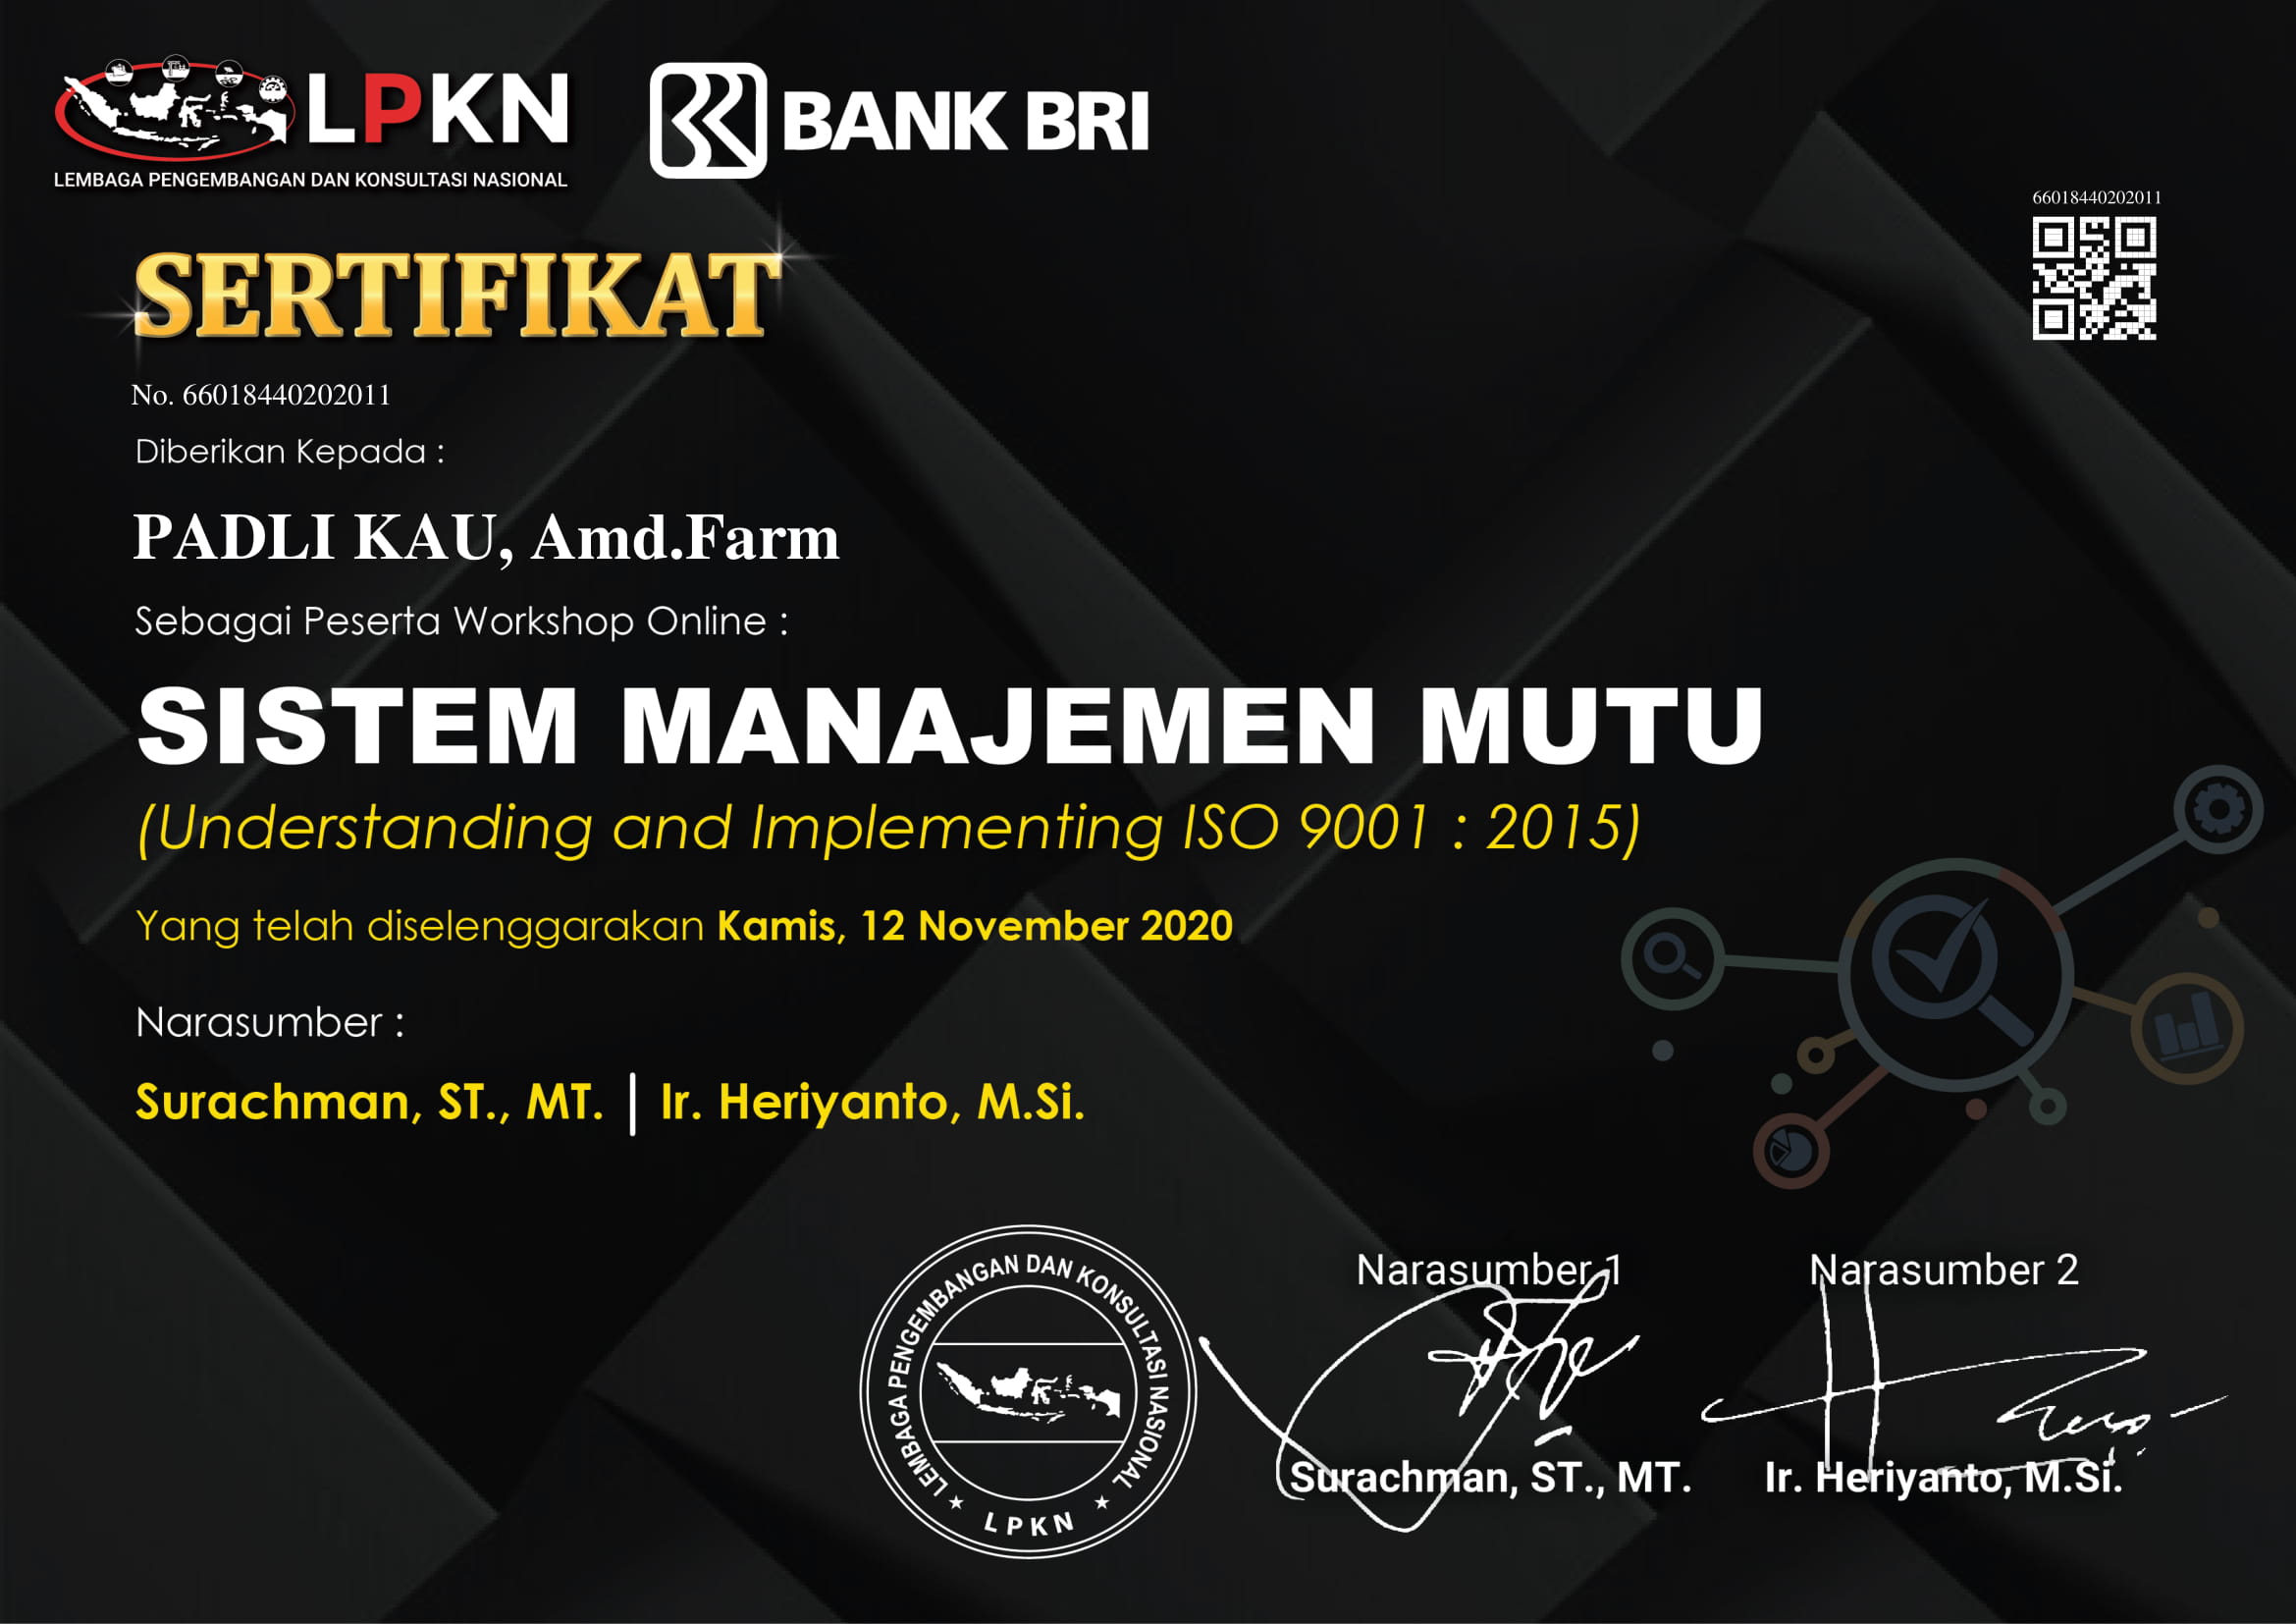 LPKN
LEMBAGA PENGEMBANGAN DAN KONSULTASI NASIONAL
BANK BRI
66018440202011
SERTIFIKAT
No. 66018440202011
Diberikan Kepada :
PADLI KAU, Amd.Farm
Sebagai Peserta Workshop Online :
SISTEM MANAJEMEN MUTU
(Understanding and Implementing ISO 9001 : 2015)
Yang telah diselenggarakan Kamis, 12 November 2020
Narasumber :
Surachman, ST., MT. | Ir. Heriyanto, M.Si.
LEMBAGA PENGEMBANGAN DAN KONSULTASI NASIONAL
LPKN
Narasumber 1
Surachman, ST., MT.
Narasumber 2
Ir. Heriyanto, M.Si.